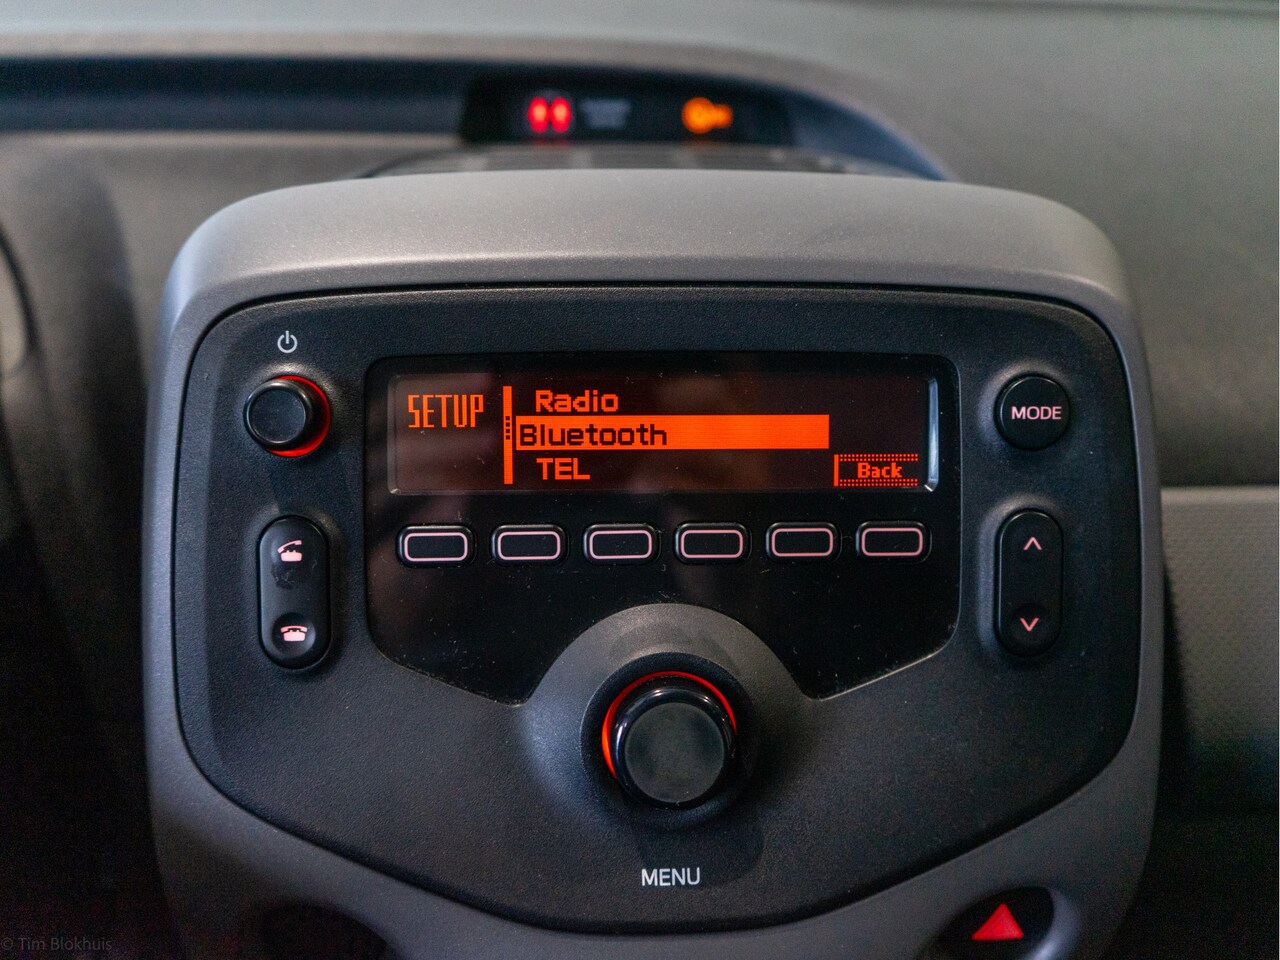 SETUP
Radio
Bluetooth
TEL
Back
MODE
MENU
© Tim Blokhuis